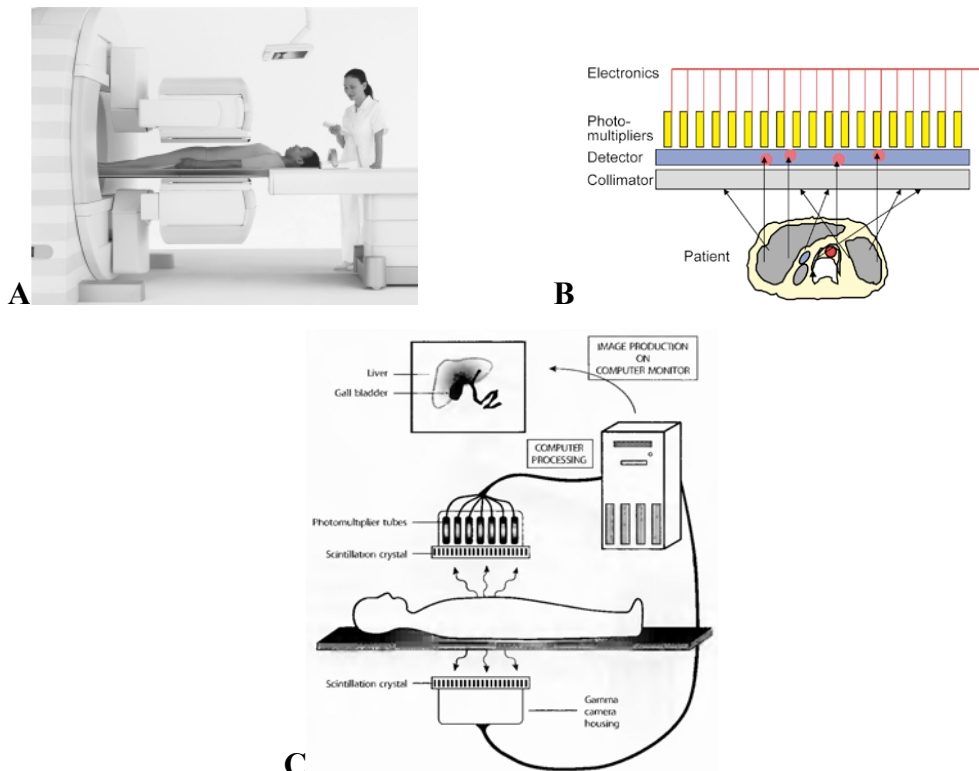 A
Electronics
Photo-
multipliers
Detector
Collimator
Patient
B
IMAGE PRODUCTION
ON
COMPUTER MONITOR
Liver
Gall bladder
COMPUTER
PROCESSING
Photomultiplier tubes
Scintillation crystal
Scintillation crystal
Gamma
camera
housing
C